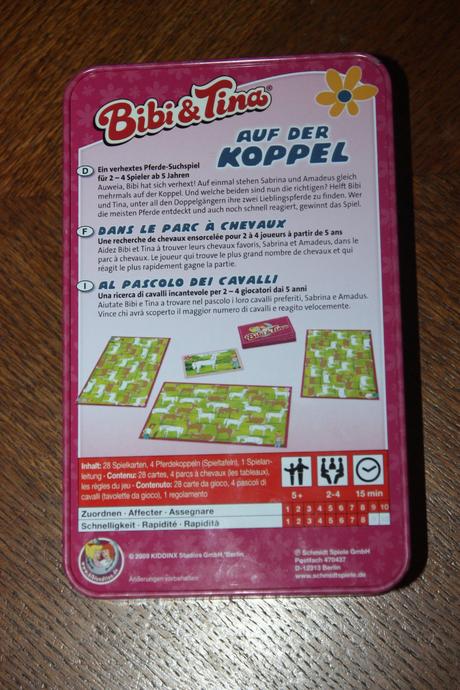 Bibi & Tina
AUF DER
KOPPEL
D Ein verhextes Pferde-Suchspiel
für 2 – 4 Spieler ab 5 Jahren
Auweia, Bibi hat sich verhext! Auf einmal stehen Sabrina und Amadeus gleich
mehrmals auf der Koppel. Und welche beiden sind nun die richtigen? Helft Bibi
und Tina, unter all den Doppelgängern ihre zwei Lieblingspferde zu finden. Wer
die meisten Pferde entdeckt und auch noch schnell reagiert, gewinnt das Spiel.
F DANS LE PARC À CHEVAUX
Une recherche de chevaux ensorcelée pour 2 à 4 joueurs à partir de 5 ans
Aidez Bibi et Tina à trouver leurs chevaux favoris, Sabrina et Amadeus, dans le
parc à chevaux. Le joueur qui trouve le plus grand nombre de chevaux et qui
réagit le plus rapidement gagne la partie.
I AL PASCOLO DEI CAVALLI
Una ricerca di cavalli incantevole per 2 – 4 giocatori dai 5 anni
Aiutate Bibi e Tina a trovare nel pascolo i loro cavalli preferiti, Sabrina e Amadus.
Vince chi avrà scoperto il maggior numero di cavalli e reagito velocemente.
Bibi & Tina
Inhalt: 28 Spielkarten, 4 Pferdekoppeln (Spieltafeln), 1 Spielan-
leitung • Contenu: 28 cartes, 4 parcs à chevaux (les tableaux),
les règles du jeu • Contenuto: 28 carte da gioco, 4 pascoli di
cavalli (tavolette da gioco), 1 regolamento
5+ 2-4 15 min
Zuordnen · Affecter · Assegnare 1 2 3 4 5 6 7 8 9 10
Schnelligkeit · Rapidité · Rapidità 1 2 3 4 5 6 7 8
© 2009 KIDDINX Studios GmbH, Berlin
Änderungen vorbehalten
© Schmidt Spiele GmbH
Postfach 470437
D-12313 Berlin
www.schmidtspiele.de